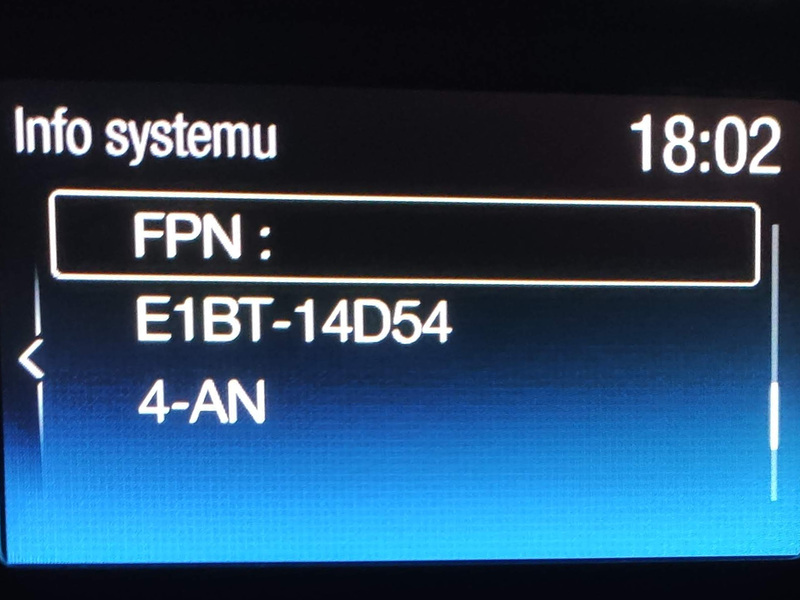 Info systemu
18:02
FPN :
E1BT-14D54
4-AN